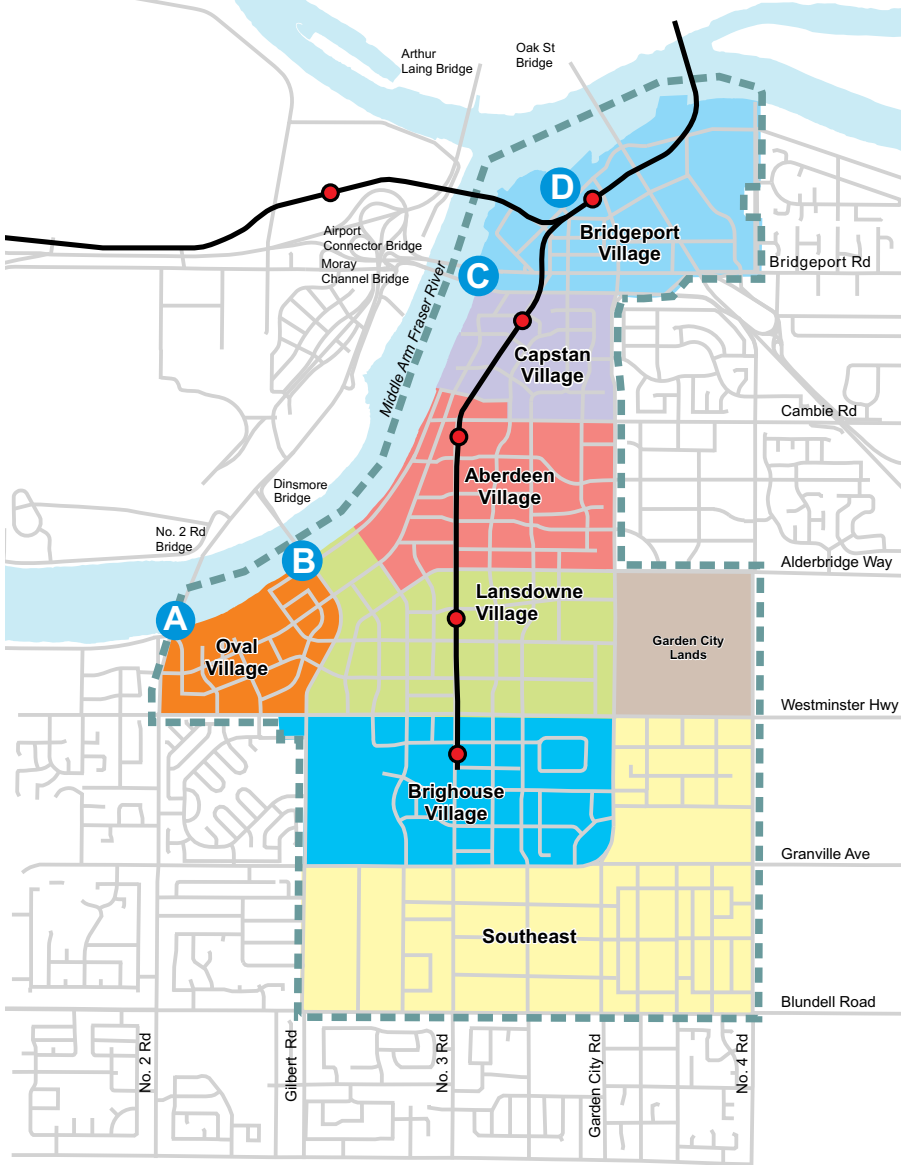 Arthur
Laing Bridge
Oak St
Bridge
D
Bridgeport
Village
Airport
Connector Bridge
Moray
Channel Bridge
C
Bridgeport Rd
Middle Arm Fraser River
Capstan
Village
Cambie Rd
Aberdeen
Village
Dinsmore
Bridge
No. 2 Rd
Bridge
B
Alderbridge Way
A
Lansdowne
Village
Oval
Village
Garden City
Lands
Westminster Hwy
Brighouse
Village
Granville Ave
Southeast
Blundell Road
No. 2 Rd
Gilbert Rd
No. 3 Rd
Garden City Rd
No. 4 Rd